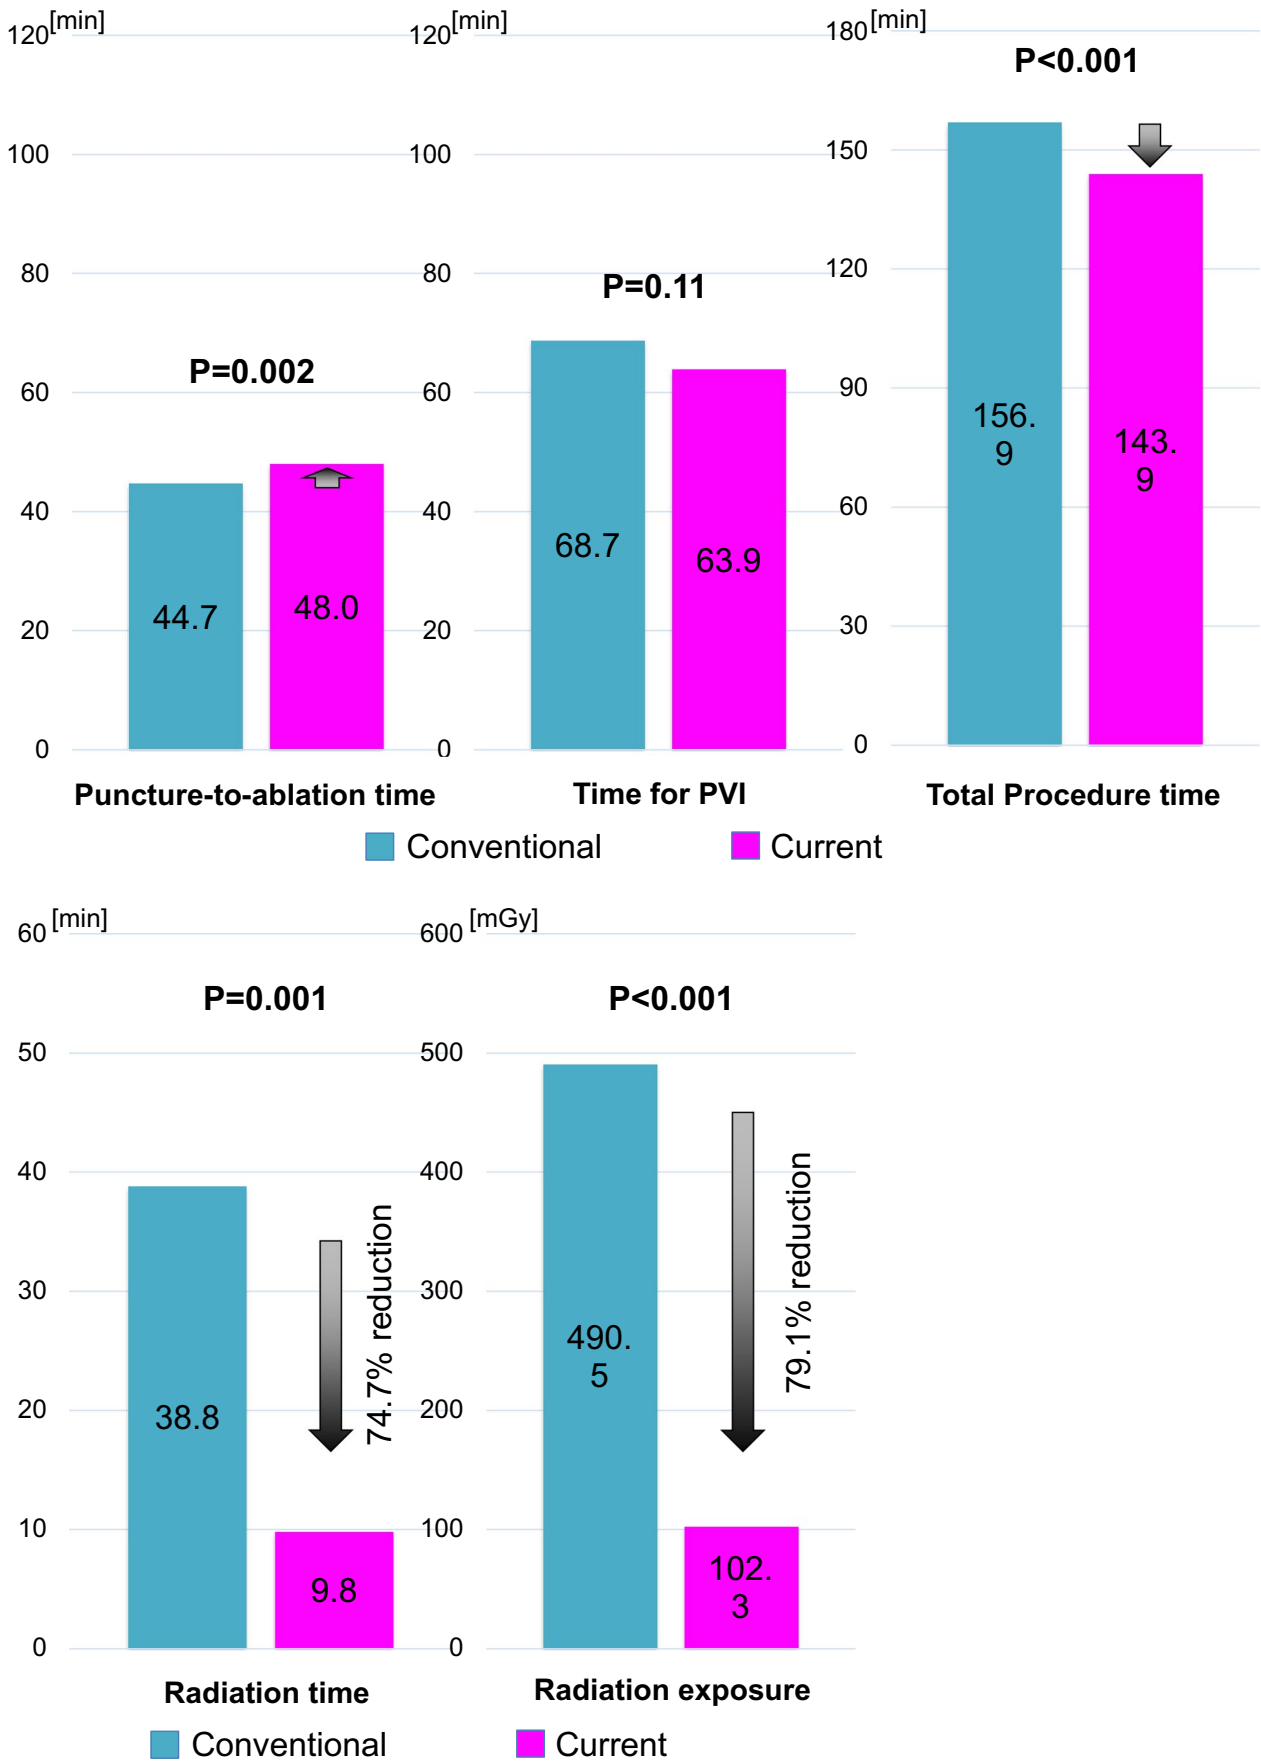 [min]
120
100
80
60
40
20
0
P=0.002
44.7
48.0
Puncture-to-ablation time
[min]
120
100
80
60
40
20
0
P=0.11
68.7
63.9
Time for PVI
[min]
180
150
120
90
60
30
0
P<0.001
156.
9
143.
9
Total Procedure time
Conventional
Current
[min]
60
50
40
30
20
10
0
P=0.001
38.8
9.8
74.7% reduction
Radiation time
[mGy]
600
500
400
300
200
100
0
P<0.001
490.
5
102.
3
79.1% reduction
Radiation exposure
Conventional
Current